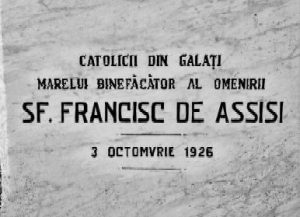 CATOLICII DIN GALAȚI
MARELUI BINEFĂCĂTOR AL OMENIRII
SF. FRANCISC DE ASSISI
3 OCTOMVRIE 1926